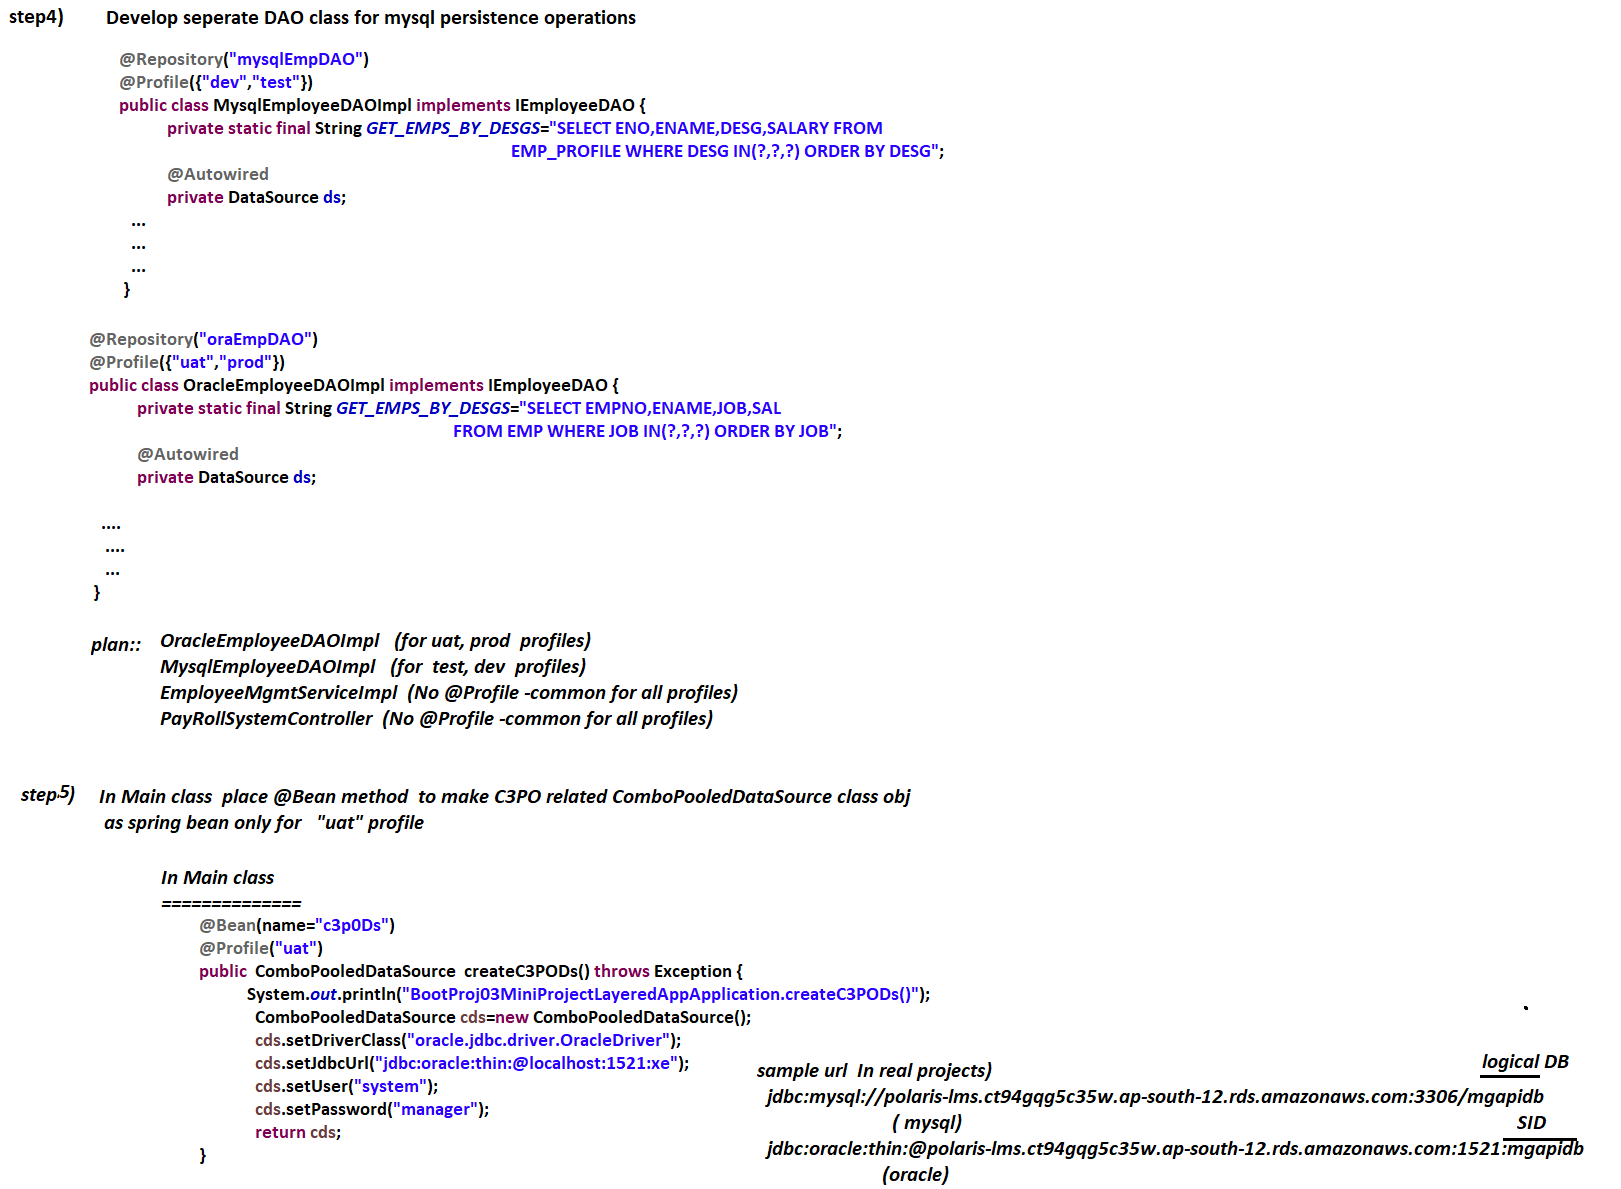 step4) Develop seperate DAO class for mysql persistence operations
@Repository("mysqlEmpDAO")
@Profile({"dev","test"})
public class MysqlEmployeeDAOImpl implements IEmployeeDAO {
private static final String GET_EMPS_BY_DESGS="SELECT ENO,ENAME,DESG,SALARY FROM
EMP_PROFILE WHERE DESG IN(?,?,?) ORDER BY DESG";
@Autowired
private DataSource ds;
...
...
...
}
@Repository("oraEmpDAO")
@Profile({"uat","prod"})
public class OracleEmployeeDAOImpl implements IEmployeeDAO {
private static final String GET_EMPS_BY_DESGS="SELECT EMPNO,ENAME,JOB,SAL
FROM EMP WHERE JOB IN(?,?,?) ORDER BY JOB";
@Autowired
private DataSource ds;
....
....
...
}
plan:: OracleEmployeeDAOImpl (for uat, prod profiles)
MysqlEmployeeDAOImpl (for test, dev profiles)
EmployeeMgmtServiceImpl (No @Profile -common for all profiles)
PayRollSystemController (No @Profile -common for all profiles)
step5) In Main class place @Bean method to make C3PO related ComboPooledDataSource class obj
as spring bean only for "uat" profile
In Main class
==============
@Bean(name="c3p0Ds")
@Profile("uat")
public ComboPooledDataSource createC3PODs() throws Exception {
System.out.println("BootProj03MiniProjectLayeredAppApplication.createC3PODs()");
ComboPooledDataSource cds=new ComboPooledDataSource();
cds.setDriverClass("oracle.jdbc.driver.OracleDriver");
cds.setJdbcUrl("jdbc:oracle:thin:@localhost:1521:xe");
cds.setUser("system");
cds.setPassword("manager");
return cds;
}
sample url In real projects)
logical DB
jdbc:mysql://polaris-lms.ct94gqg5c35w.ap-south-12.rds.amazonaws.com:3306/mgapidb
( mysql)
SID
jdbc:oracle:thin:@polaris-lms.ct94gqg5c35w.ap-south-12.rds.amazonaws.com:1521:mgapidb
(oracle)